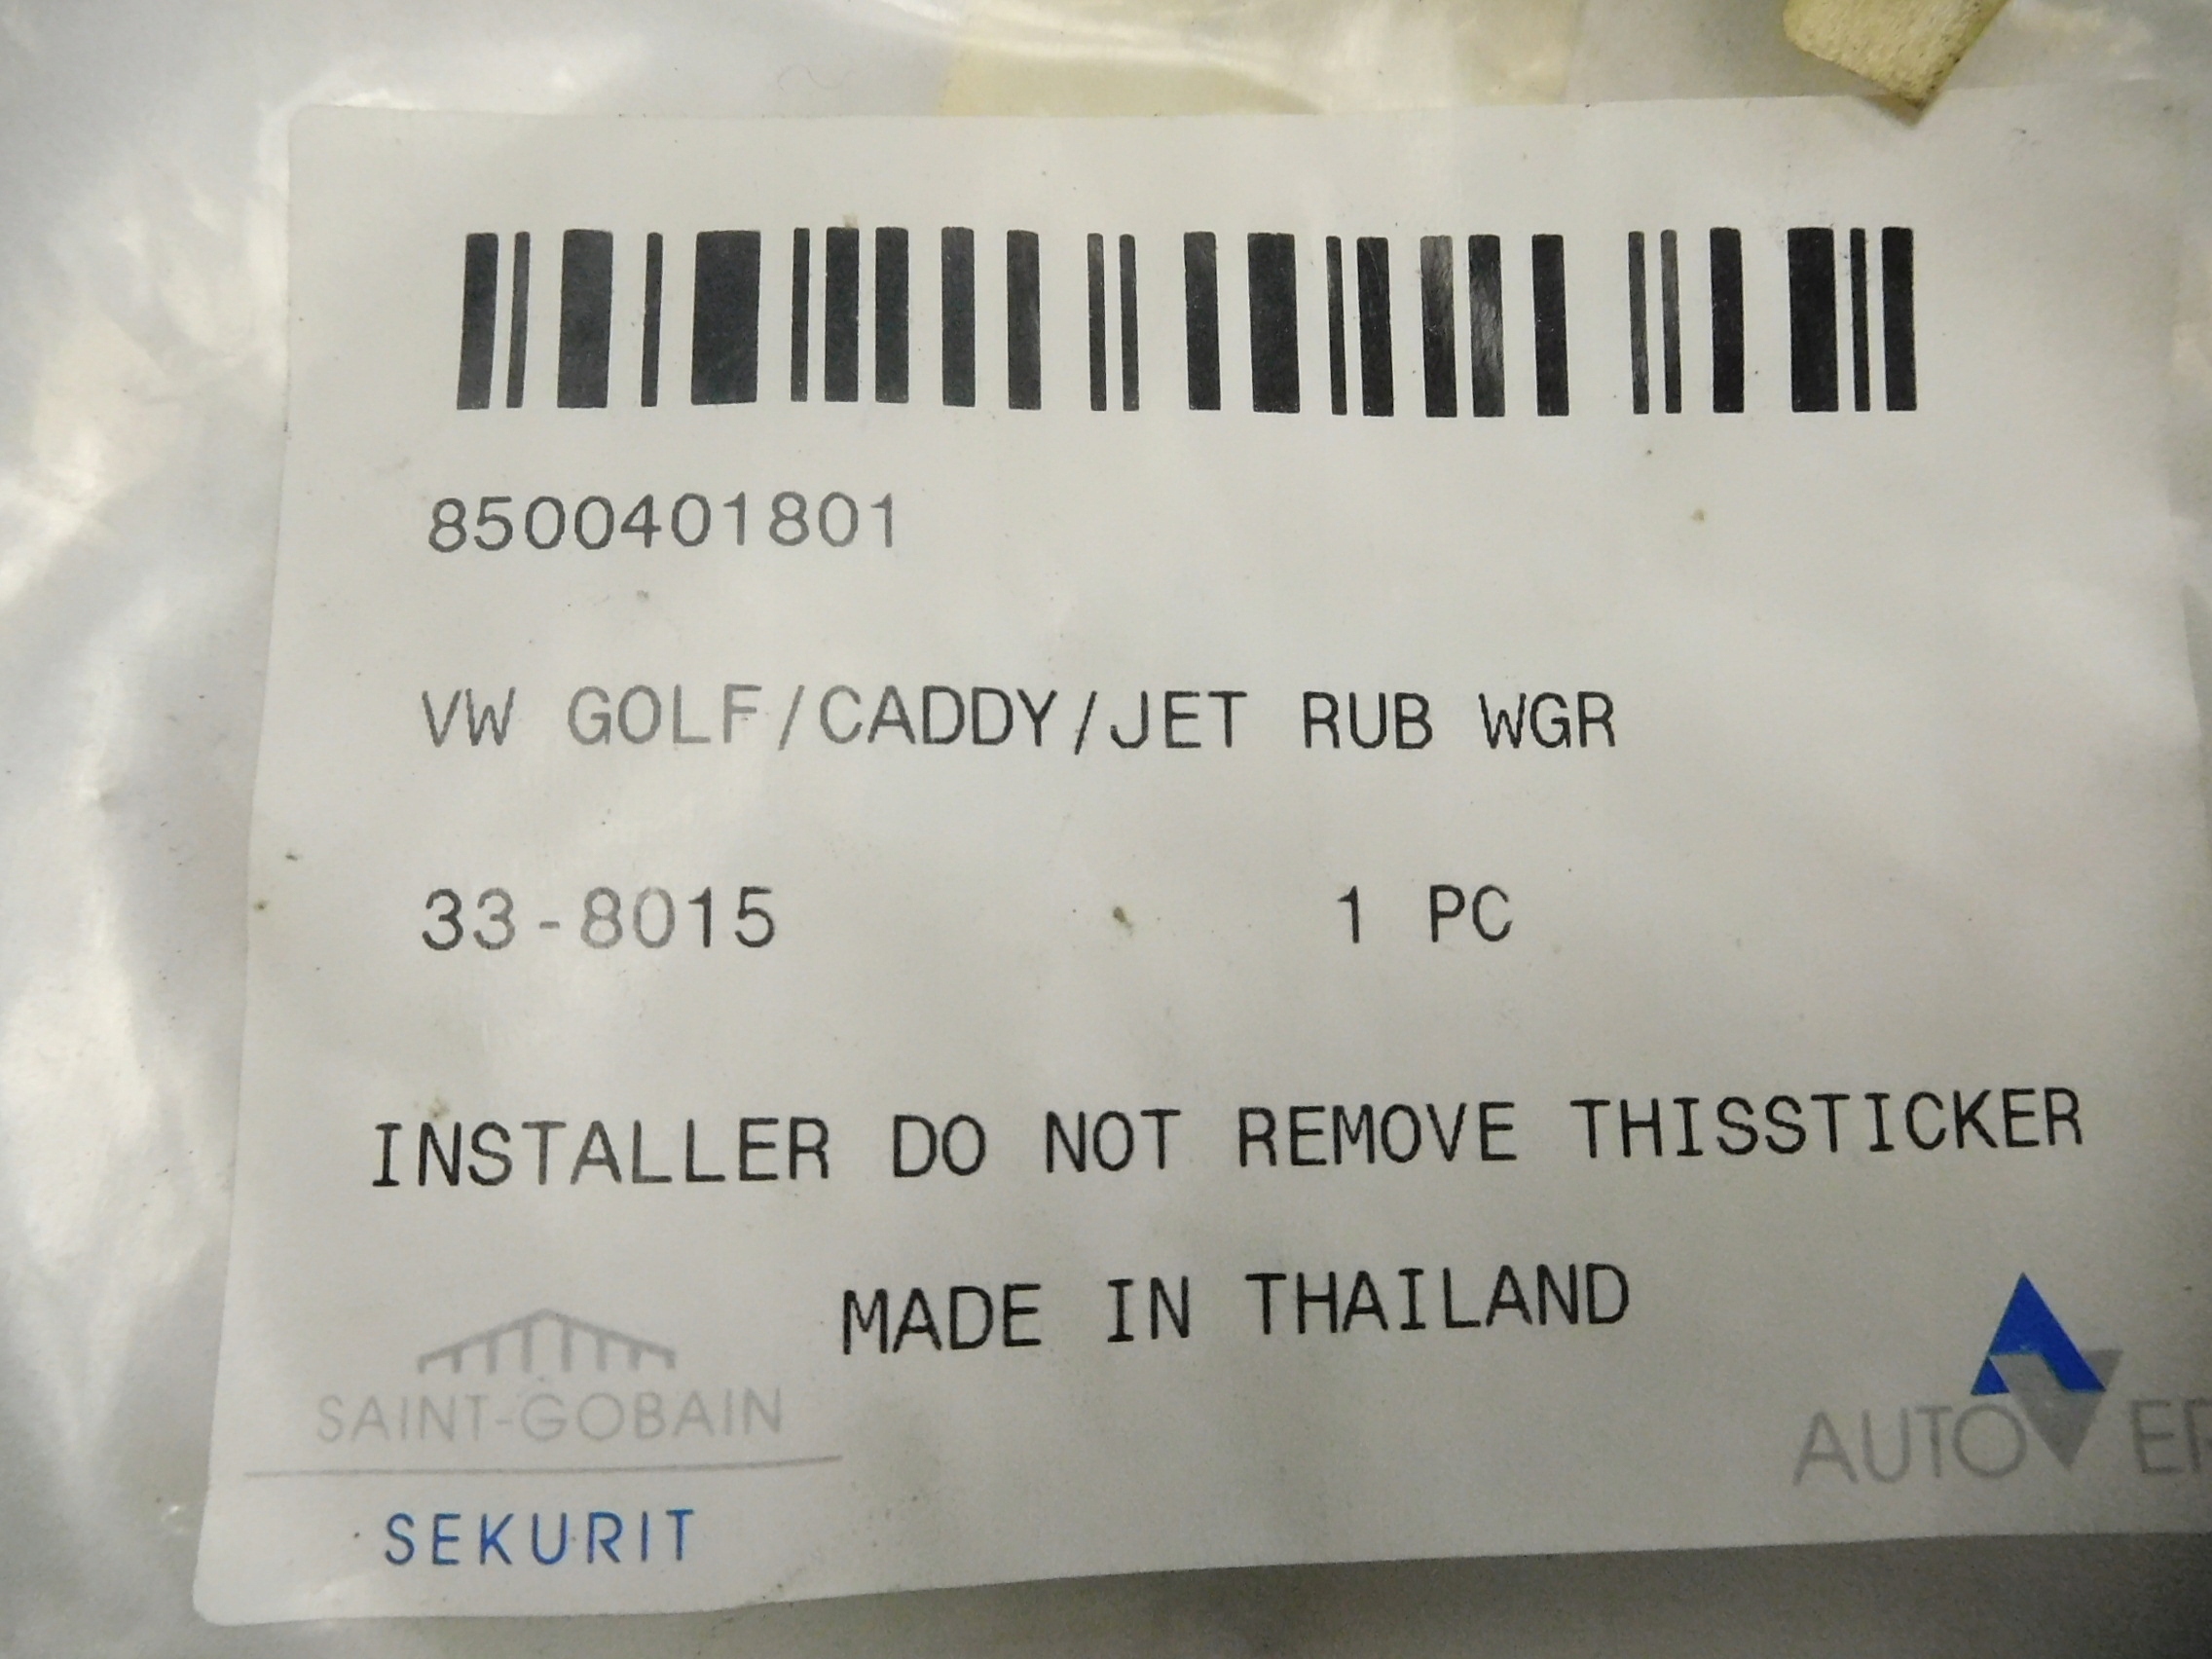 8500401801
VW GOLF/CADDY/JET RUB WGR
33-8015 1 PC
INSTALLER DO NOT REMOVE THISSTICKER
MADE IN THAILAND
SAINT-GOBAIN
SEKURIT
AUTOVER